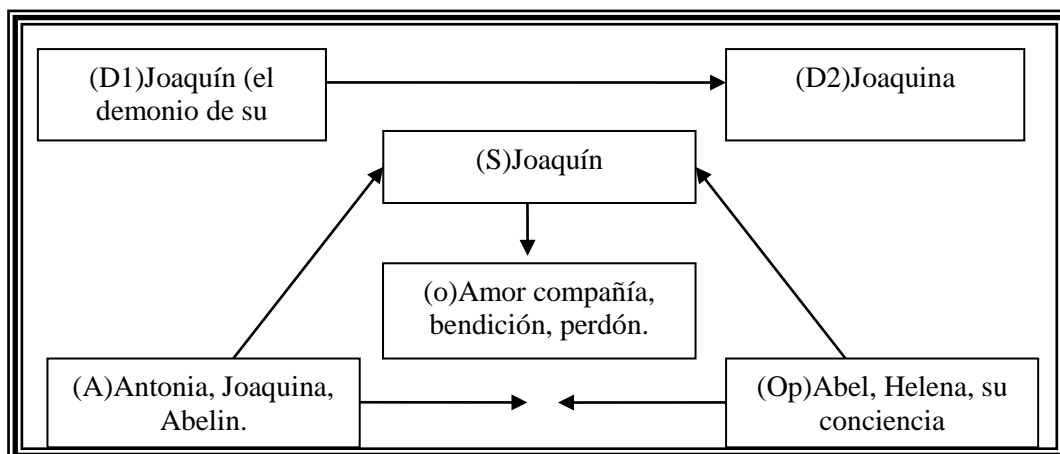 (D1)Joaquín (el
demonio de su
(D2)Joaquina
(S)Joaquín
(o)Amor compañía,
bendición, perdón.
(A)Antonia, Joaquina,
Abelin.
(Op)Abel, Helena, su
conciencia